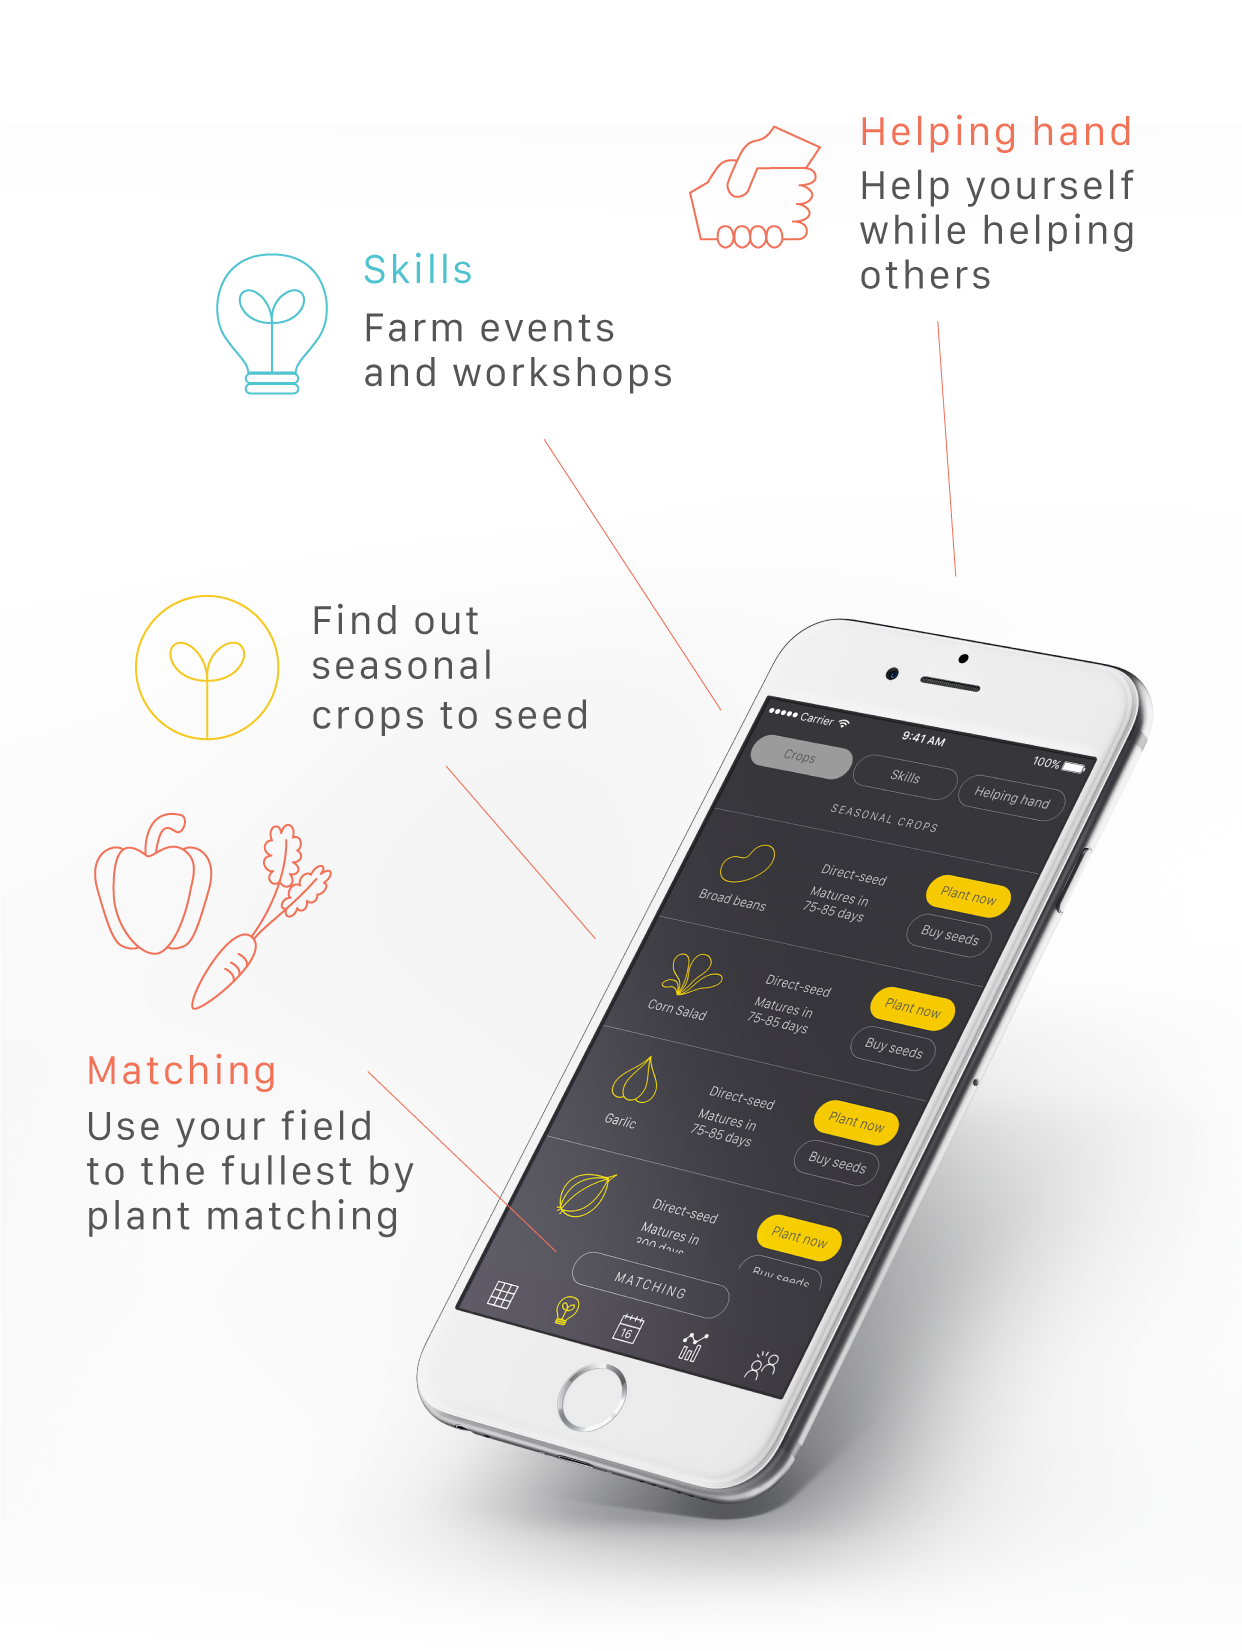 Helping hand
Help yourself
while helping
others
Skills
Farm events
and workshops
Find out
seasonal
crops to seed
Matching
Use your field
to the fullest by
plant matching
Carrier
9:41 AM
100%
Crops
Skills
Helping hand
SEASONAL CROPS
Broad beans
Direct-seed
Matures in
75-85 days
Plant now
Buy seeds
Corn Salad
Direct-seed
Matures in
75-85 days
Plant now
Buy seeds
Garlic
Direct-seed
Matures in
75-85 days
Plant now
Buy seeds
Direct-seed
Matures in
days
Plant now
Buy seeds
MATCHING
16